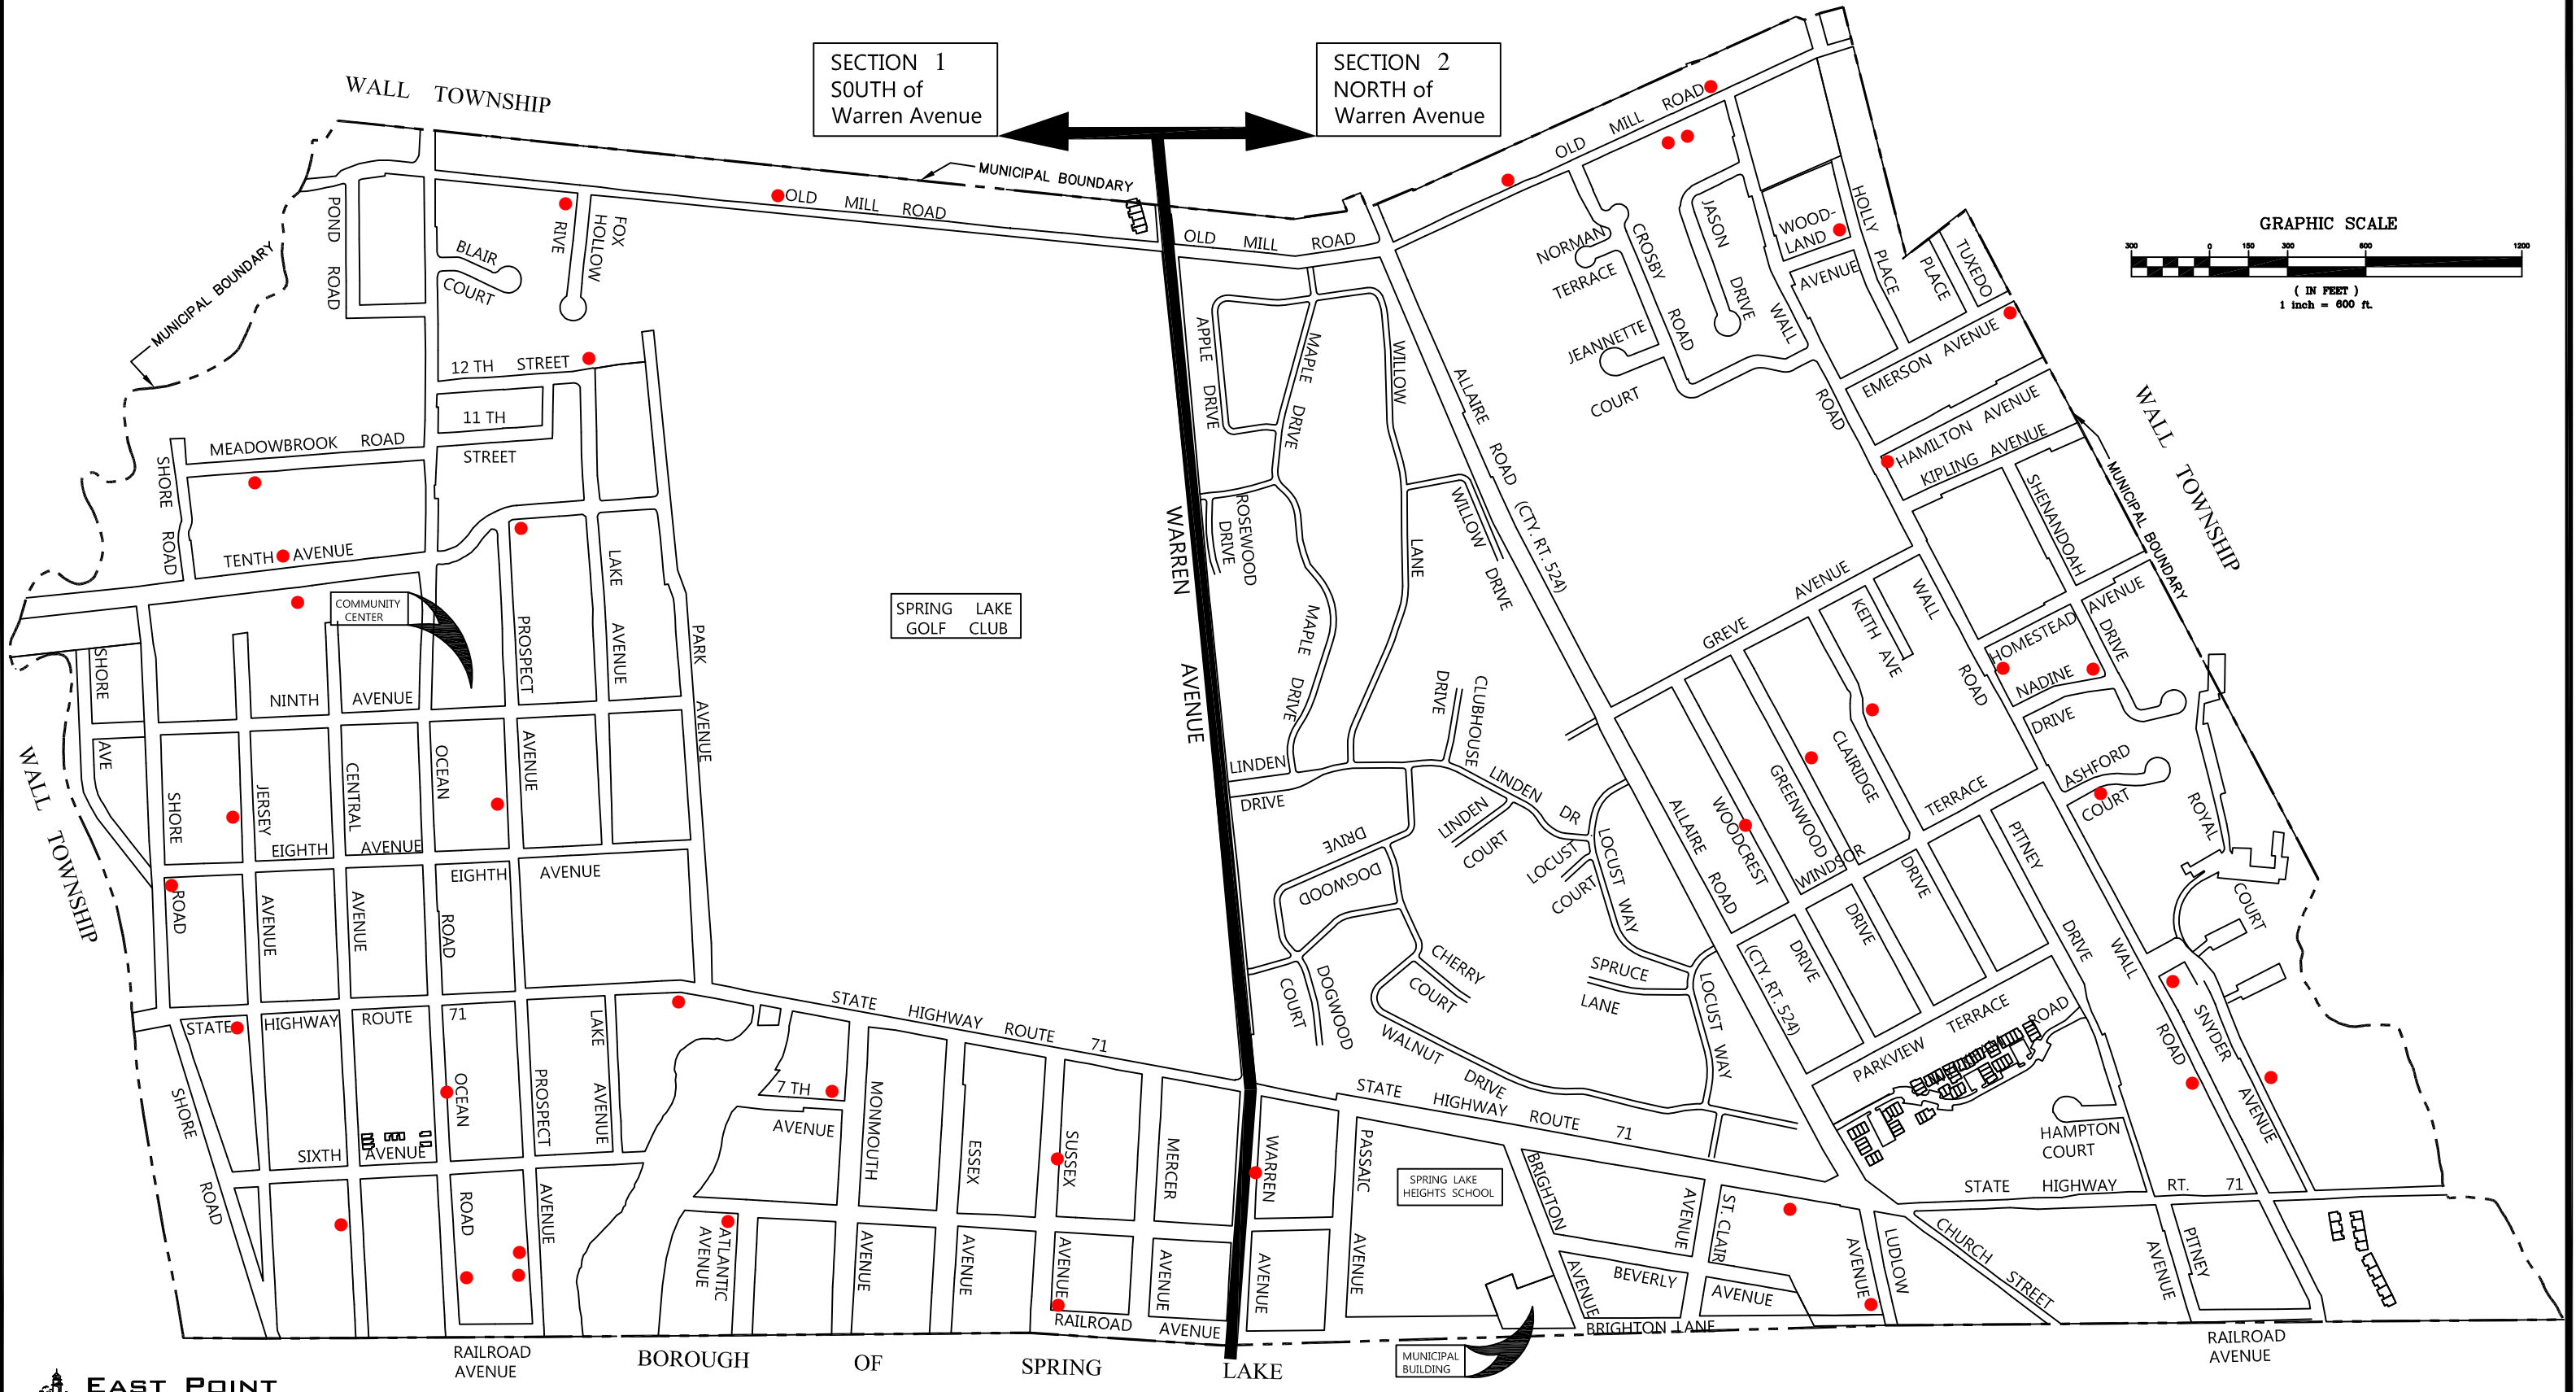 SECTION 1
S0UTH of
Warren Avenue
SECTION 2
NORTH of
Warren Avenue
WALL TOWNSHIP
MUNICIPAL BOUNDARY
OLD MILL ROAD
OLD MILL ROAD
OLD MILL ROAD
GRAPHIC SCALE
300 0 150 300 600 1200
( IN FEET )
1 inch = 600 ft.
MUNICIPAL BOUNDARY
POND ROAD
BLAIR
COURT
FOX
HOLLOW
RIVE
12 TH STREET
11 TH
STREET
MEADOWBROOK ROAD
SHORE ROAD
TENTH AVENUE
COMMUNITY
CENTER
NINTH AVENUE
SHORE
AVE
WALL TOWNSHIP
SHORE
ROAD
JERSEY
AVENUE
CENTRAL
AVENUE
OCEAN
ROAD
PROSPECT
AVENUE
LAKE
AVENUE
PARK
AVENUE
EIGHTH AVENUE
EIGHTH AVENUE
SPRING LAKE
GOLF CLUB
STATE HIGHWAY ROUTE 71
STATE HIGHWAY ROUTE 71
SHORE
ROAD
SIXTH AVENUE
OCEAN
ROAD
PROSPECT
AVENUE
LAKE
AVENUE
7 TH
AVENUE
ATLANTIC
AVENUE
MONMOUTH
AVENUE
ESSEX
AVENUE
SUSSEX
AVENUE
MERCER
AVENUE
WARREN
AVENUE
PASSAIC
AVENUE
RAILROAD
AVENUE
RAILROAD
AVENUE
WARREN
AVENUE
APPLE DRIVE
MAPLE
DRIVE
WILLOW
LANE
ROSEWOOD
DRIVE
MAPLE
DRIVE
WILLOW
DRIVE
ALLAIRE ROAD (CTY. RT. 524)
LINDEN
DRIVE
CLUBHOUSE
DRIVE
LINDEN DR
LINDEN
COURT
LOCUST
COURT
LOCUST WAY
DRIVE
DOGWOOD
DOGWOOD
COURT
CHERRY
COURT
WALNUT DRIVE
SPRUCE
LANE
LOCUST WAY
STATE HIGHWAY ROUTE 71
SPRING LAKE
HEIGHTS SCHOOL
BRIGHTON
AVENUE
AVENUE
ST. CLAIR
BEVERLY
AVENUE
BRIGHTON LANE
MUNICIPAL
BUILDING
AVENUE
LUDLOW
CHURCH STREET
STATE HIGHWAY RT. 71
PITNEY
AVENUE
RAILROAD
AVENUE
NORMAN
TERRACE
CROSBY
ROAD
JEANNETTE
COURT
JASON
DRIVE
WOOD-
LAND
AVENUE
HOLLY
PLACE
PLACE
TUXEDO
WALL
ROAD
EMERSON AVENUE
HAMILTON AVENUE
KIPLING AVENUE
WALL TOWNSHIP
MUNICIPAL BOUNDARY
SHENANDOAH
DRIVE
GREVE AVENUE
KEITH AVE
WALL
ROAD
HOMESTEAD
AVENUE
NADINE
DRIVE
ASHFORD
COURT
ALLAIRE
ROAD
(CTY. RT. 524)
WOODCREST
DRIVE
GREENWOOD
DRIVE
CLAIRIDGE
DRIVE
WINDSOR
TERRACE
PITNEY
DRIVE
WALL
ROAD
ROYAL
COURT
PARKVIEW TERRACE
ROAD
HAMPTON
COURT
SNYDER
AVENUE
BOROUGH OF SPRING LAKE
EAST POINT